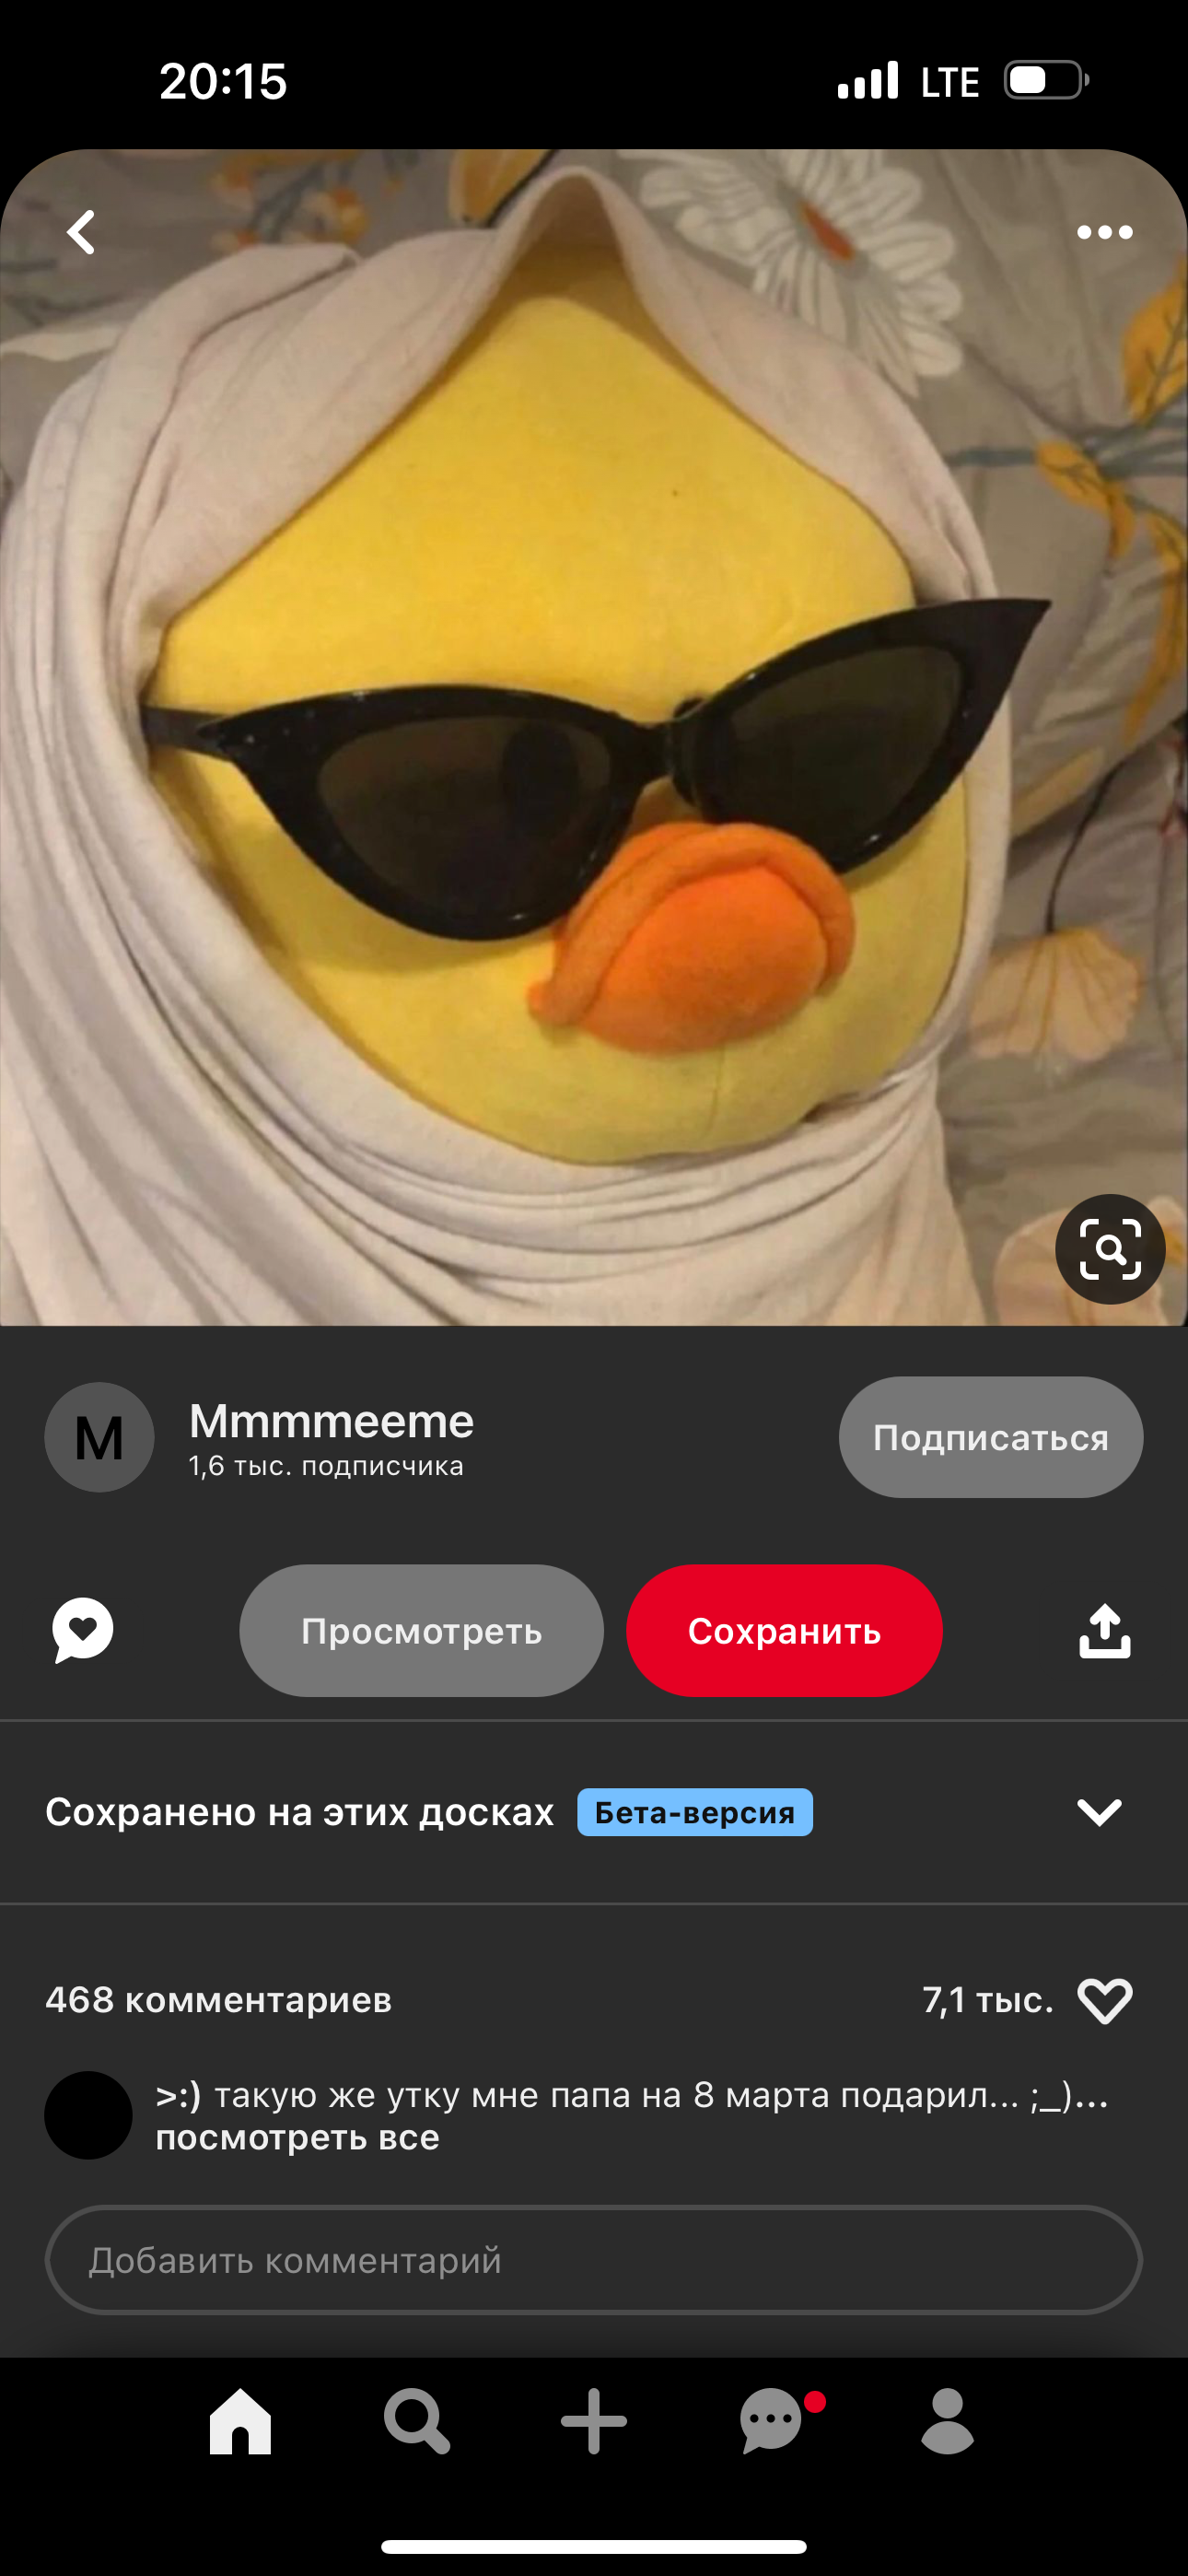 20:15 LTE
M
Mmmmeeme
1,6 тыс. подписчика
Подписаться
Просмотреть
Сохранить
Сохранено на этих досках Бета-версия
468 комментариев 7,1 тыс.
>:) такую же утку мне папа на 8 марта подарил... ;_)...
посмотреть все
Добавить комментарий